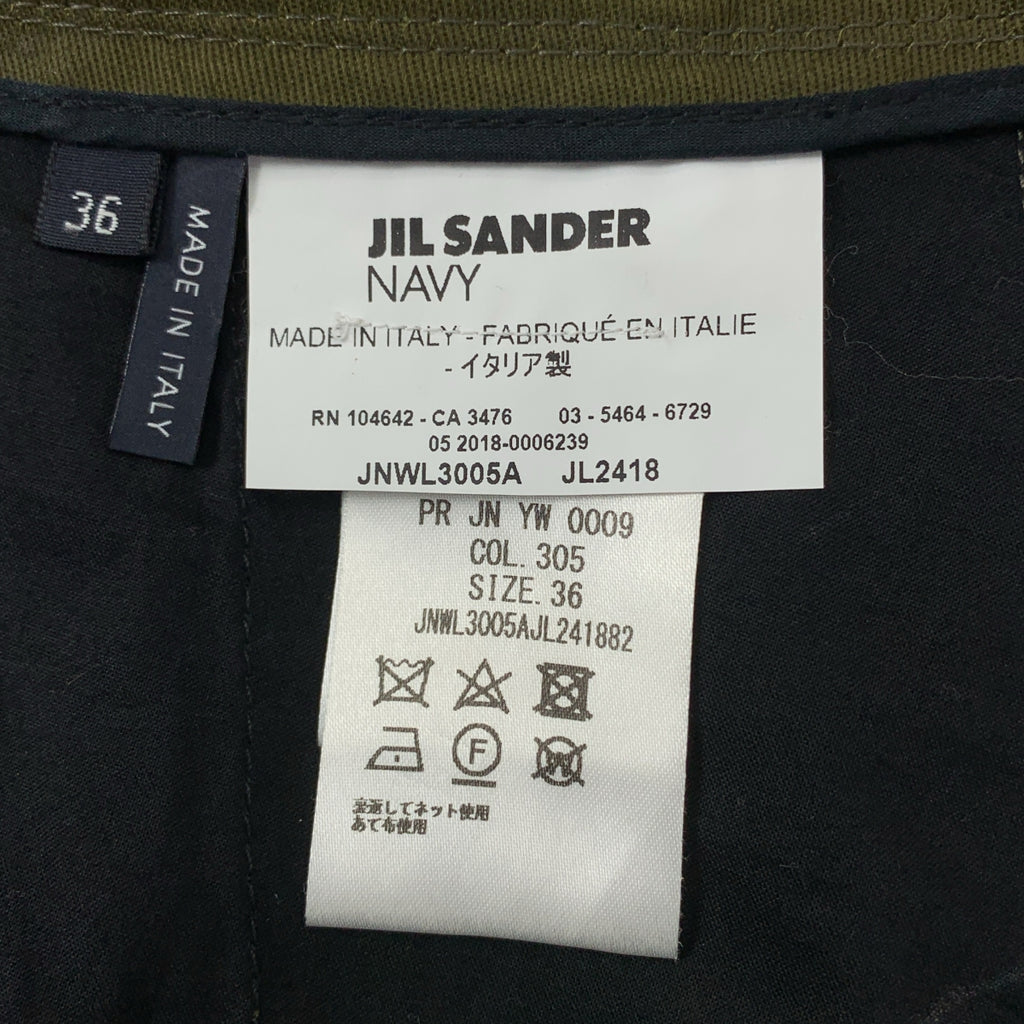 36
MADE IN ITALY
JIL SANDER
NAVY
MADE IN ITALY - FABRIQUÉ EN ITALIE
- イタリア製
RN 104642 - CA 3476 03 - 5464 - 6729
05 2018-0006239
JNWL3005A JL2418
PR JN YW 0009
COL. 305
SIZE. 36
JNWL3005AJL241882
F
W
してネット使用
あて布使用